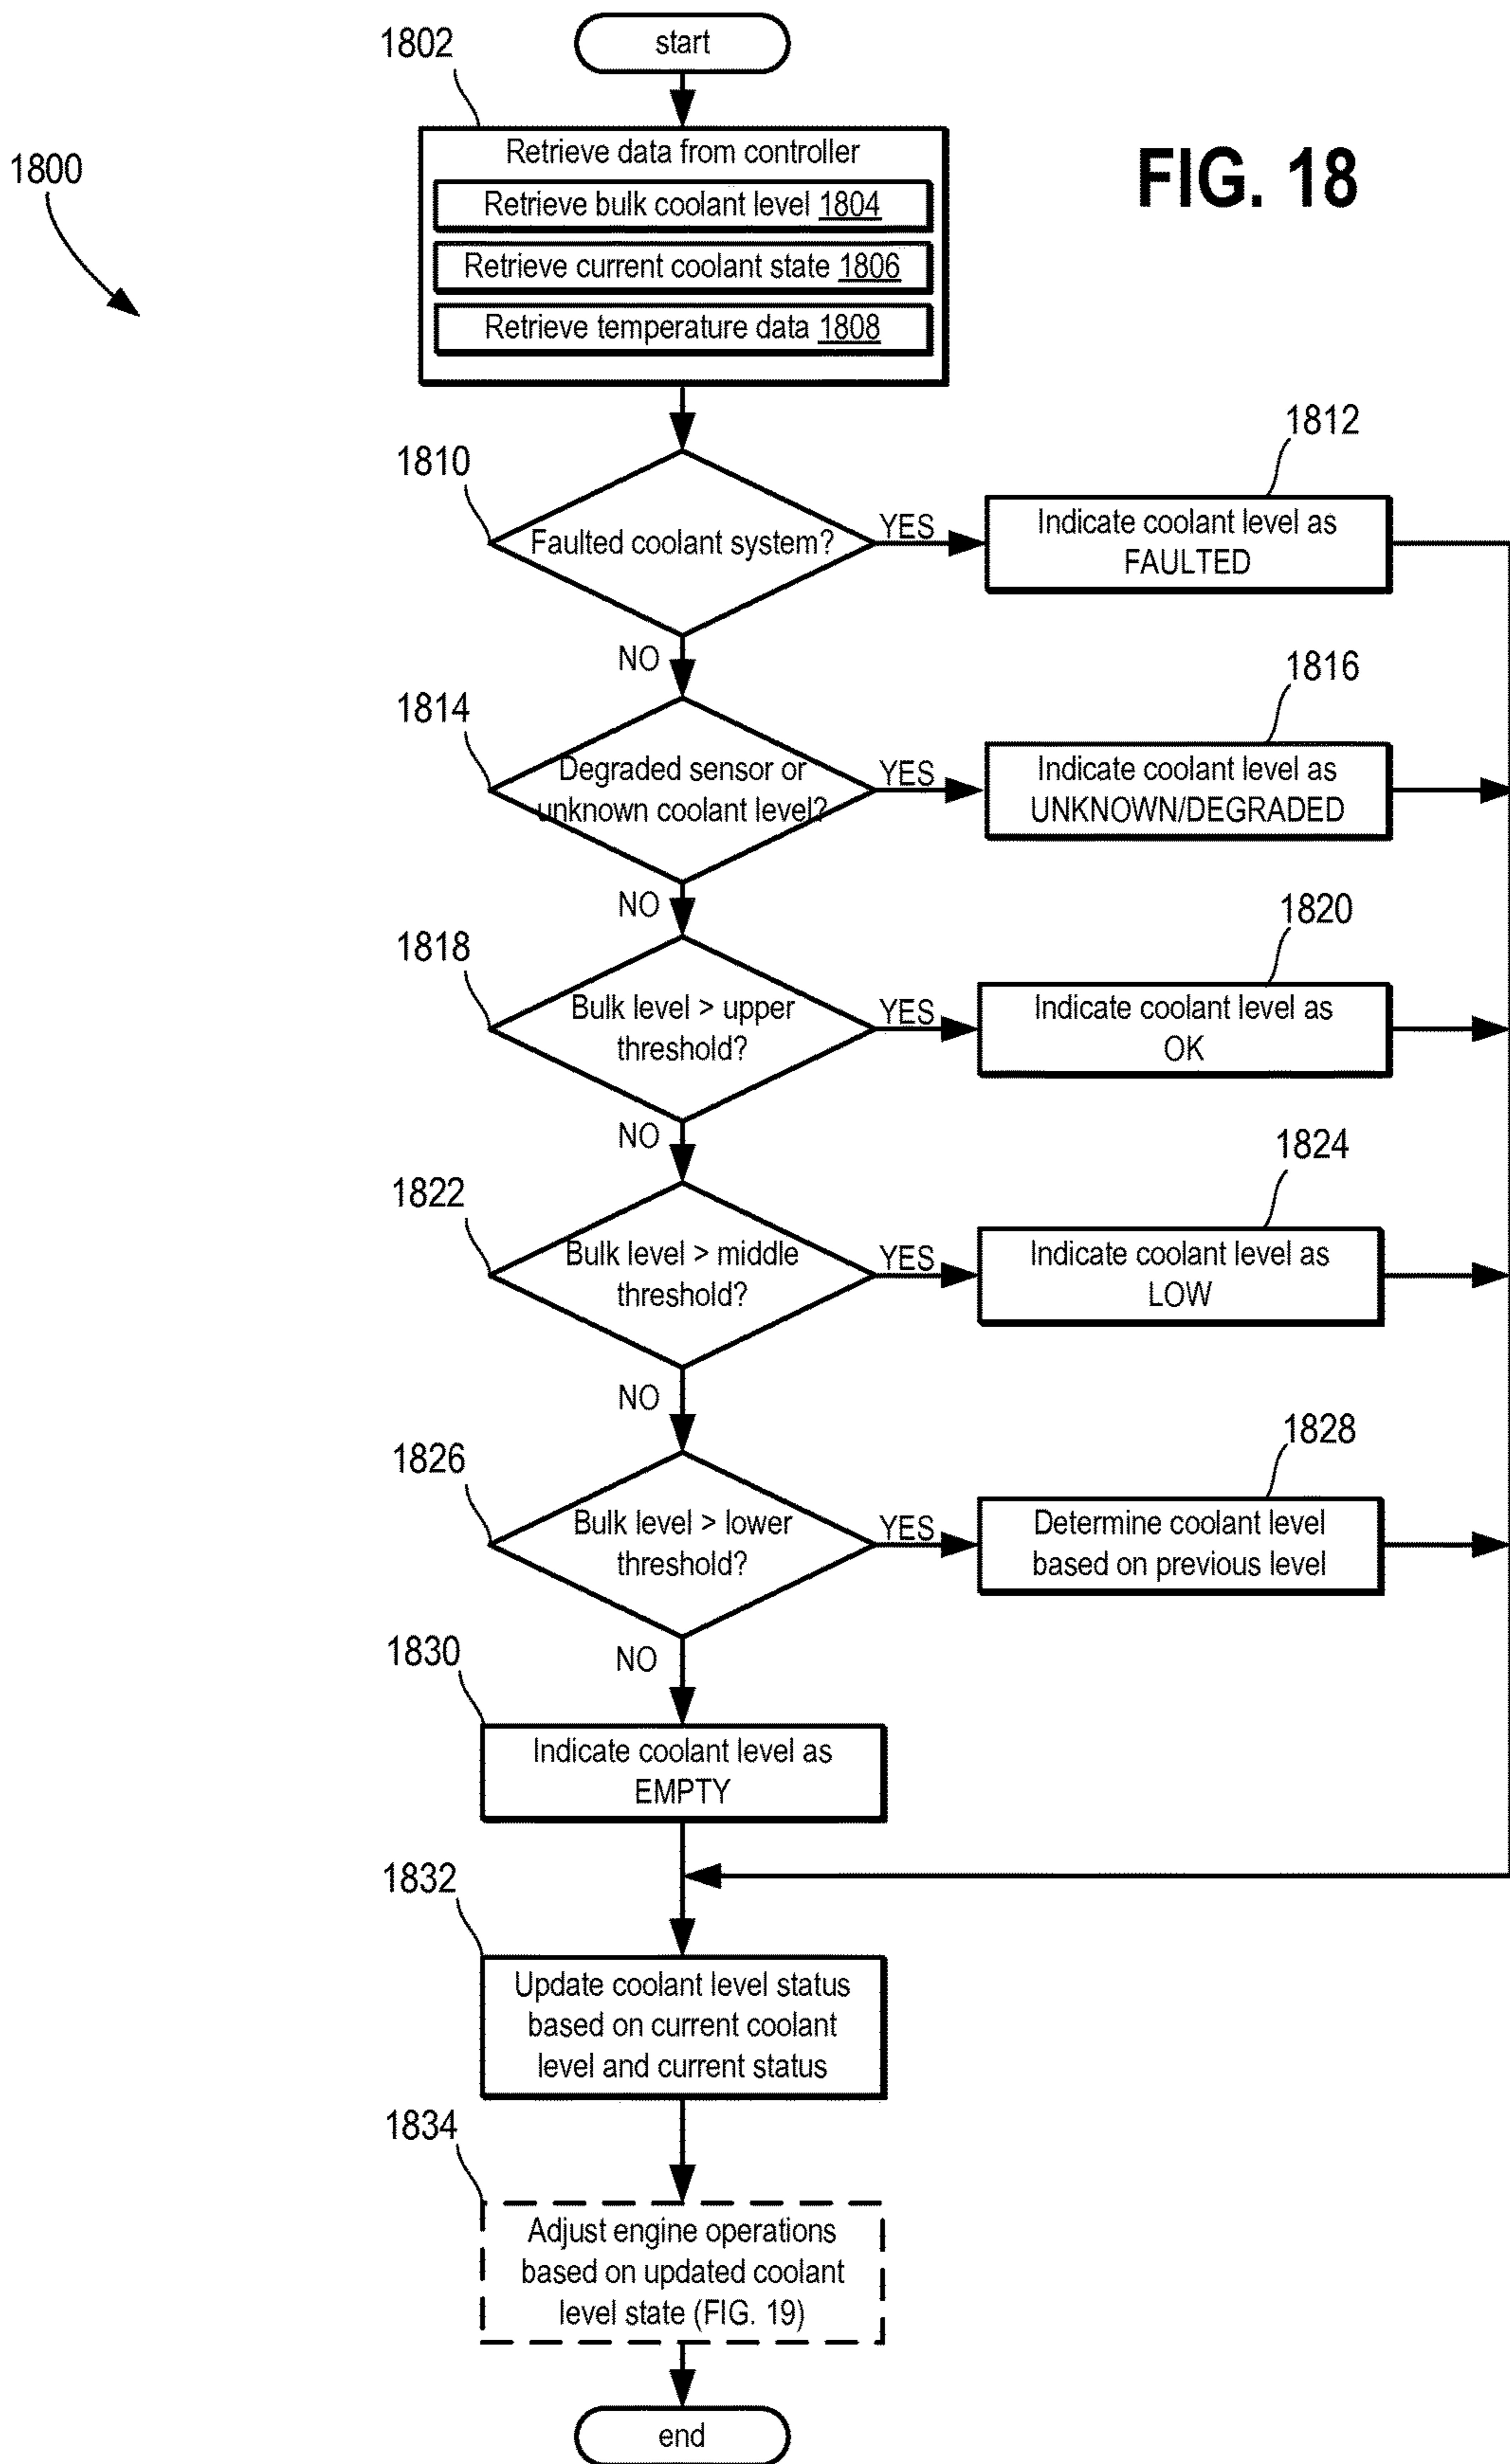 start
1802
1800
FIG. 18
Retrieve data from controller
Retrieve bulk coolant level 1804
Retrieve current coolant state 1806
Retrieve temperature data 1808
1810
Faulted coolant system?
YES
1812
Indicate coolant level as
FAULTED
NO
1814
Degraded sensor or
unknown coolant level?
YES
1816
Indicate coolant level as
UNKNOWN/DEGRADED
NO
1818
Bulk level > upper
threshold?
YES
1820
Indicate coolant level as
OK
NO
1822
Bulk level > middle
threshold?
YES
1824
Indicate coolant level as
LOW
NO
1826
Bulk level > lower
threshold?
YES
1828
Determine coolant level
based on previous level
NO
1830
Indicate coolant level as
EMPTY
1832
Update coolant level status
based on current coolant
level and current status
1834
Adjust engine operations
based on updated coolant
level state (FIG. 19)
end